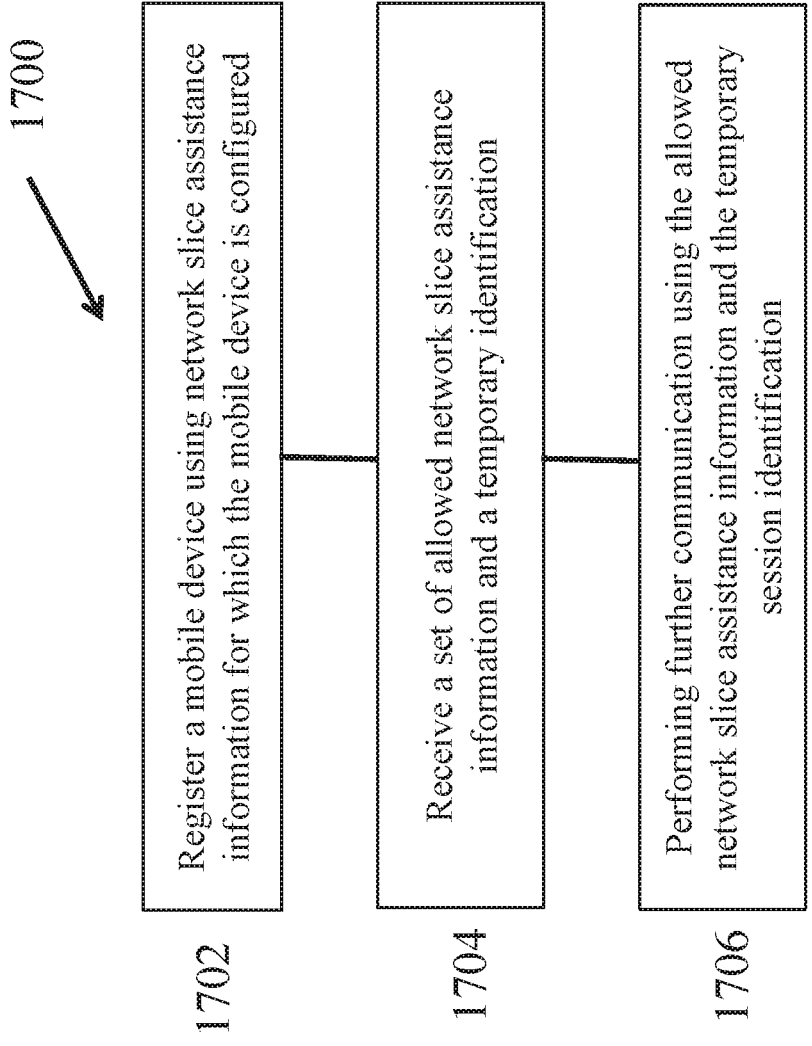 1700
1702
Register a mobile device using network slice assistance
information for which the mobile device is configured
1704
Receive a set of allowed network slice assistance
information and a temporary identification
1706
Performing further communication using the allowed
network slice assistance information and the temporary
session identification